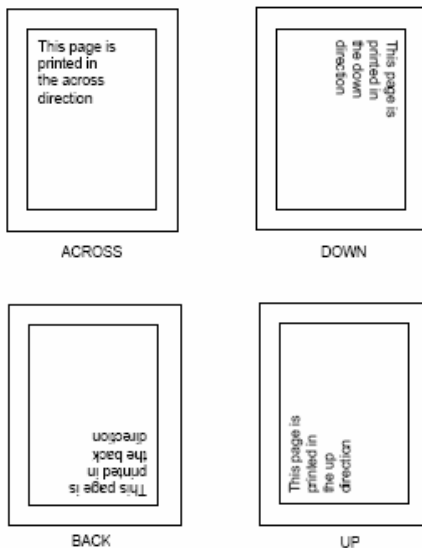 This page is
printed in
the across
direction
ACROSS
This page is
printed in
the down
direction
DOWN
This page is
printed in
the back
direction
BACK
This page is
printed in
the up
direction
UP